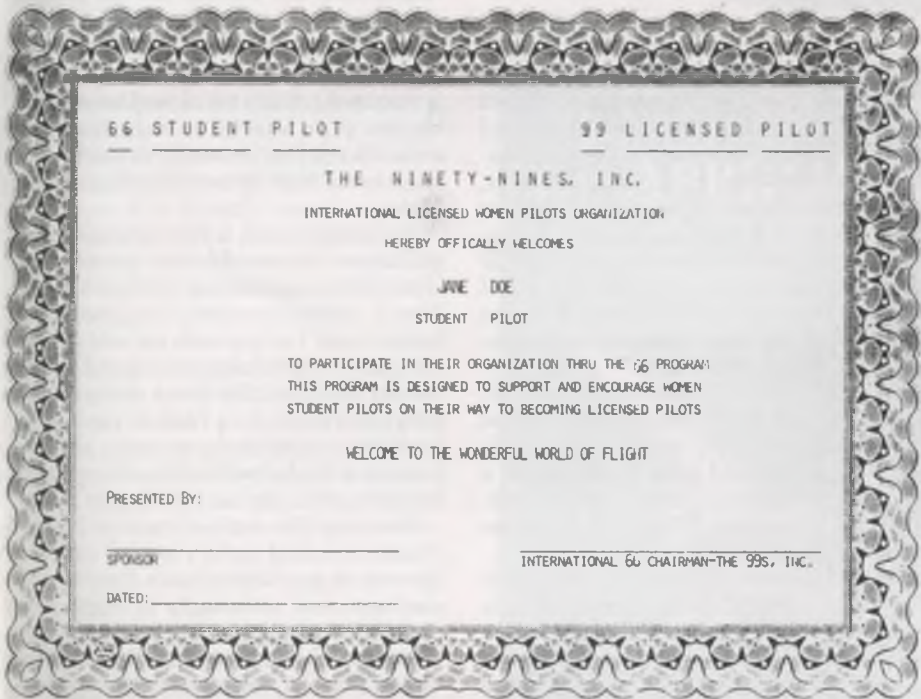 66 STUDENT PILOT 99 LICENSED PILOT
THE NINETY-NINES, INC.
INTERNATIONAL LICENSED WOMEN PILOTS ORGANIZATION
HEREBY OFFICALLY WELCOMES
JANE DOE
STUDENT PILOT
TO PARTICIPATE IN THEIR ORGANIZATION THRU THE 66 PROGRAM
THIS PROGRAM IS DESIGNED TO SUPPORT AND ENCOURAGE WOMEN
STUDENT PILOTS ON THEIR WAY TO BECOMING LICENSED PILOTS
WELCOME TO THE WONDERFUL WORLD OF FLIGHT
PRESENTED BY:
SPONSOR INTERNATIONAL 66 CHAIRMAN-THE 99S, INC.
DATED: